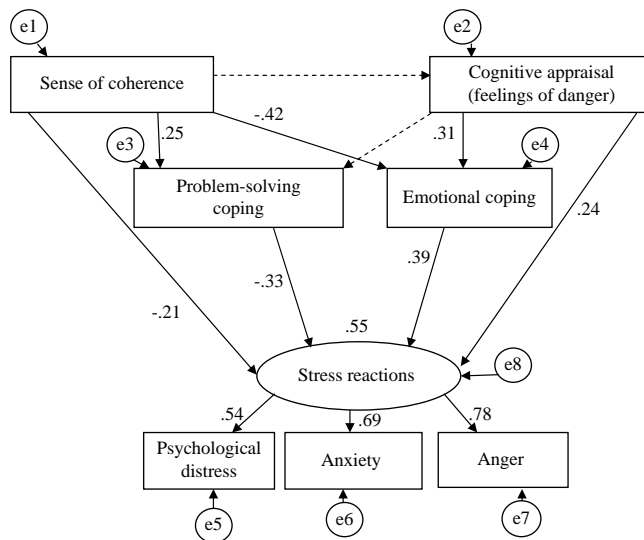 e1
e2
Sense of coherence
Cognitive appraisal
(feelings of danger)
-.42
.25
.31
e3
e4
Problem-solving
coping
Emotional coping
.24
.39
-.33
-.21
.55
Stress reactions
e8
.54
.69
.78
Psychological
distress
Anxiety
Anger
e5
e6
e7